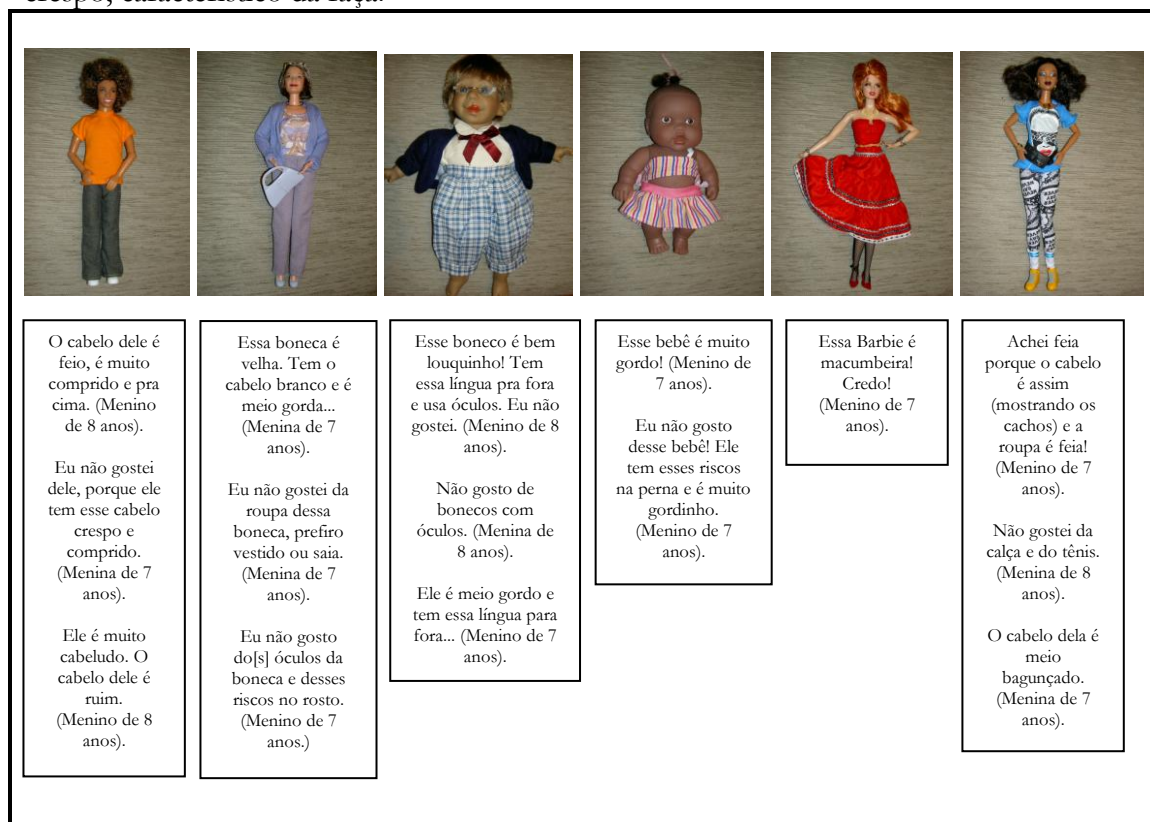 crespo, característico da raça.
O cabelo dele é
feio, é muito
comprido e pra
cima. (Menino
de 8 anos).
Eu não gostei
dele, porque ele
tem esse cabelo
crespo e
comprido.
(Menina de 7
anos).
Ele é muito
cabeludo. O
cabelo dele é
ruim.
(Menino de 8
anos).
Essa boneca é
velha. Tem o
cabelo branco e é
meio gorda...
(Menina de 7
anos).
Eu não gostei da
roupa dessa
boneca, prefiro
vestido ou saia.
(Menina de 7
anos).
Eu não gosto
do[s] óculos da
boneca e desses
riscos no rosto.
(Menino de 7
anos.)
Esse boneco é bem
louquinho! Tem
essa língua pra fora
e usa óculos. Eu não
gostei. (Menino de 8
anos).
Não gosto de
bonecos com
óculos. (Menina de
8 anos).
Ele é meio gordo e
tem essa língua para
fora... (Menino de 7
anos).
Esse bebê é muito
gordo! (Menino de
7 anos).
Eu não gosto
desse bebê! Ele
tem esses riscos
na perna e é muito
gordinho.
(Menino de 7
anos).
Essa Barbie é
macumbeira!
Credo!
(Menino de 7
anos).
Achei feia
porque o cabelo
é assim
(mostrando os
cachos) e a
roupa é feia!
(Menino de 7
anos).
Não gostei da
calça e do tênis.
(Menina de 8
anos).
O cabelo dela é
meio
bagunçado.
(Menina de 7
anos).